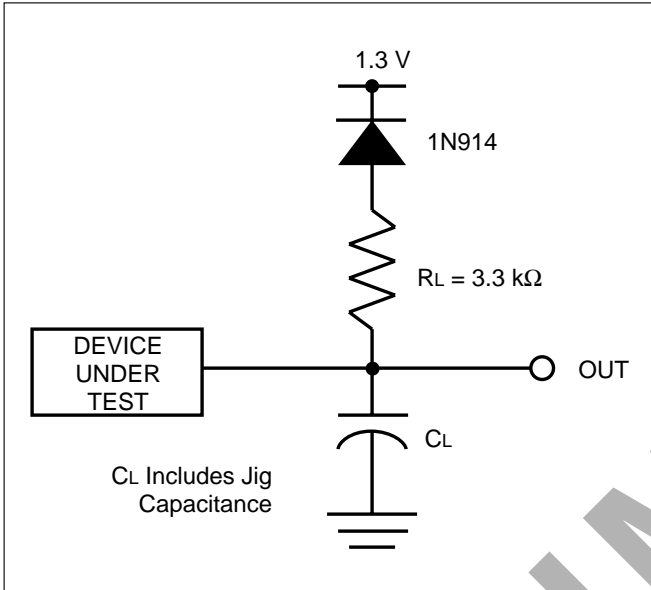 1.3 V
1N914
RL = 3.3 kΩ
DEVICE
UNDER
TEST
OUT
CL
CL Includes Jig
Capacitance